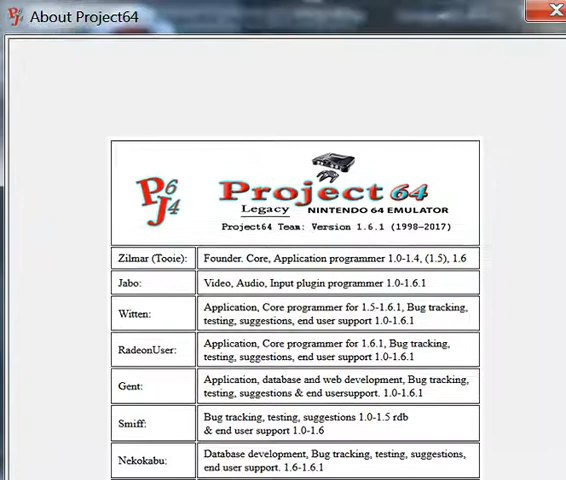 About Project64
P 6
J 4
Project 64
Legacy NINTENDO 64 EMULATOR
Project64 Team: Version 1.6.1 (1998-2017)
Zilmar (Tooie): Founder. Core, Application programmer 1.0-1.4, (1.5), 1.6
Jabo: Video, Audio, Input plugin programmer 1.0-1.6.1
Witten: Application, Core programmer for 1.5-1.6.1, Bug tracking,
testing, suggestions, end user support 1.0-1.6.1
RadeonUser: Application, Core programmer for 1.6.1, Bug tracking,
testing, suggestions, end user support 1.0-1.6.1
Gent: Application, database and web development, Bug tracking,
testing, suggestions & end usersupport. 1.0-1.6.1
Smiff: Bug tracking, testing, suggestions 1.0-1.5 rdb
& end user support 1.0-1.6
Nekokabu: Database development, Bug tracking, testing, suggestions,
end user support. 1.6-1.6.1